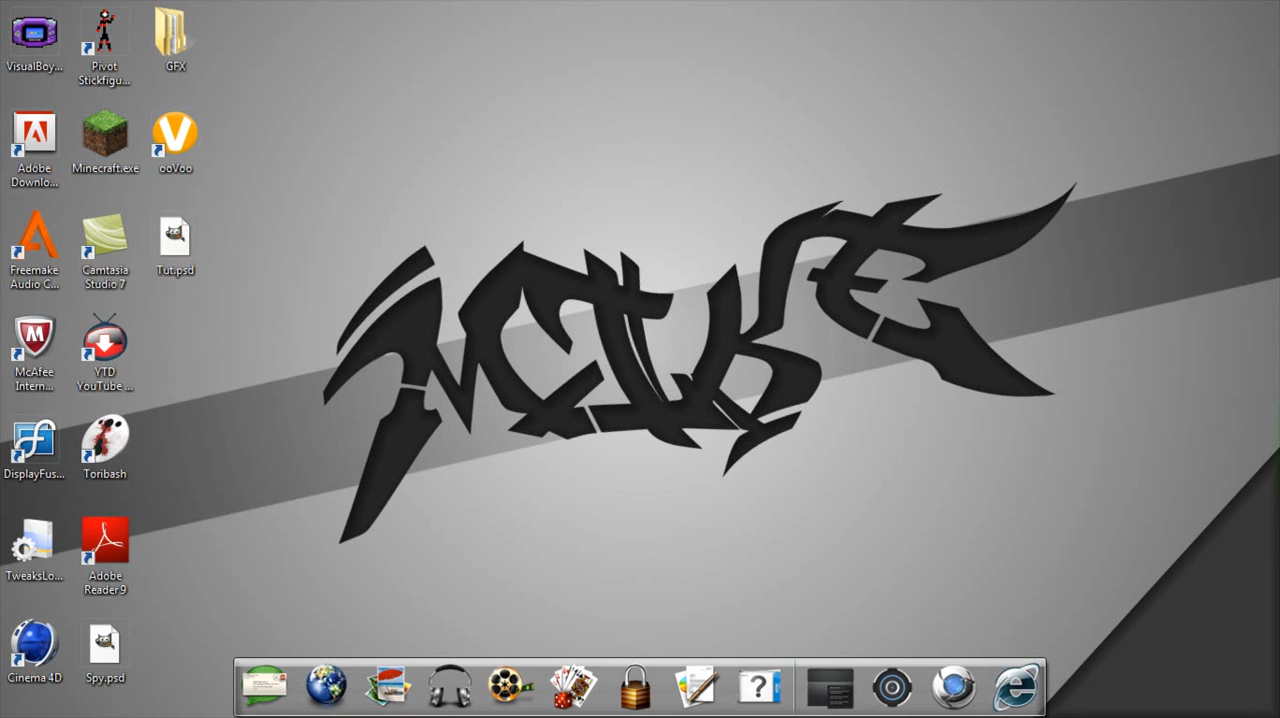 VisualBoy...
Pivot
Stickfigu...
GFX
Adobe
Downlo...
Minecraft.exe
ooVoo
Freemake
Audio C...
Camtasia
Studio 7
Tut.psd
McAfee
Intern...
YTD
YouTube ...
DisplayFus...
Toribash
TweaksLo...
Adobe
Reader 9
Cinema 4D
Spy.psd
MIKE
?